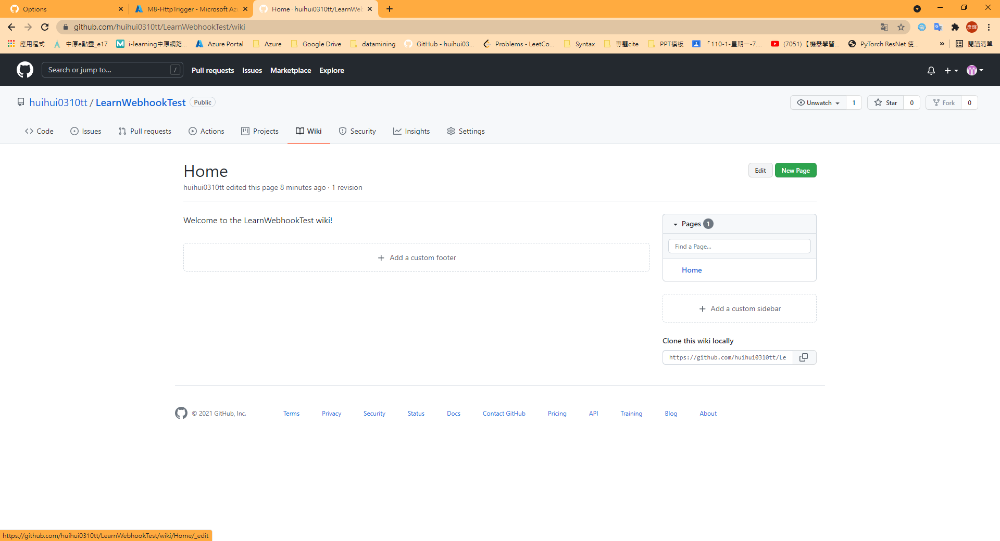 Options
M8-HttpTrigger - Microsoft Az
Home · huihui0310tt/LearnWeb
github.com/huihui0310tt/LearnWebhookTest/wiki
彥輝
應用程式
中原e點靈_e17
i-learning中原網路...
Azure Portal
Azure
Google Drive
datamining
GitHub - huihui03...
Problems - LeetCo...
Syntax
專題cite
PPT模板
「110-1-星期一-7....
(7051)【機器學習...
PyTorch ResNet 使...
»
閱讀清單
Search or jump to...
/
Pull requests
Issues
Marketplace
Explore
huihui0310tt / LearnWebhookTest
Public
Unwatch
1
Star
0
Fork
0
Code
Issues
Pull requests
Actions
Projects
Wiki
Security
Insights
Settings
Home
Edit
New Page
huihui0310tt edited this page 8 minutes ago · 1 revision
Welcome to the LearnWebhookTest wiki!
Add a custom footer
Pages 1
Find a Page...
Home
Add a custom sidebar
Clone this wiki locally
https://github.com/huihui0310tt/Le
© 2021 GitHub, Inc.
Terms
Privacy
Security
Status
Docs
Contact GitHub
Pricing
API
Training
Blog
About
https://github.com/huihui0310tt/LearnWebhookTest/wiki/Home/_edit